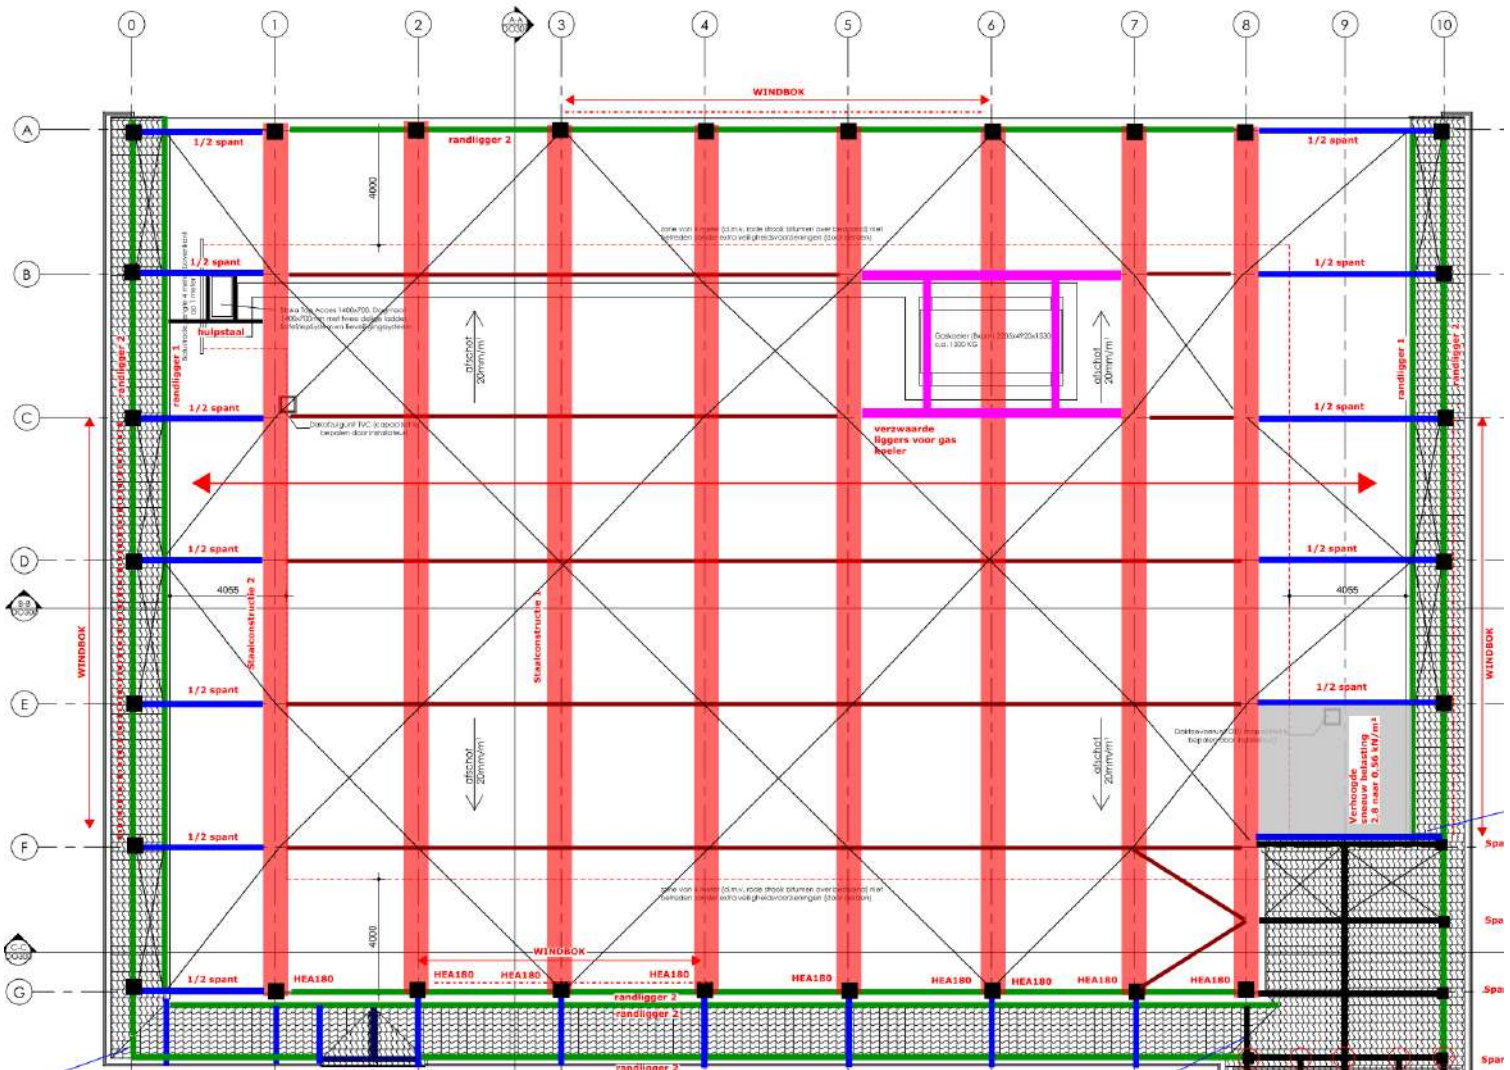 0
1
2
A-A
3
4
5
6
7
8
9
10
WINDBOK
A
1/2 spant
randligger 2
1/2 spant
4000
B
1/2 spant
1/2 spant
hulpstaal
afschot
20mm/m¹
afschot
20mm/m¹
randligger 2
randligger 1
randligger 1
randligger 2
C
1/2 spant
1/2 spant
verzwaarde
liggers voor gas
koeler
D
1/2 spant
1/2 spant
4055
4055
B-B
Staalconstructie 2
Staalconstructie 1
WINDBOK
WINDBOK
E
1/2 spant
1/2 spant
afschot
20mm/m¹
afschot
20mm/m¹
Verhoogde
sneeuw belasting
2,8 naar 0,56 kN/m²
F
1/2 spant
Spa
4000
Spa
C-C
WINDBOK
G
1/2 spant
HEA180
HEA180
HEA180
HEA180
HEA180
HEA180
HEA180
HEA180
HEA180
Spa
randligger 2
randligger 2
Spar
randligger 2